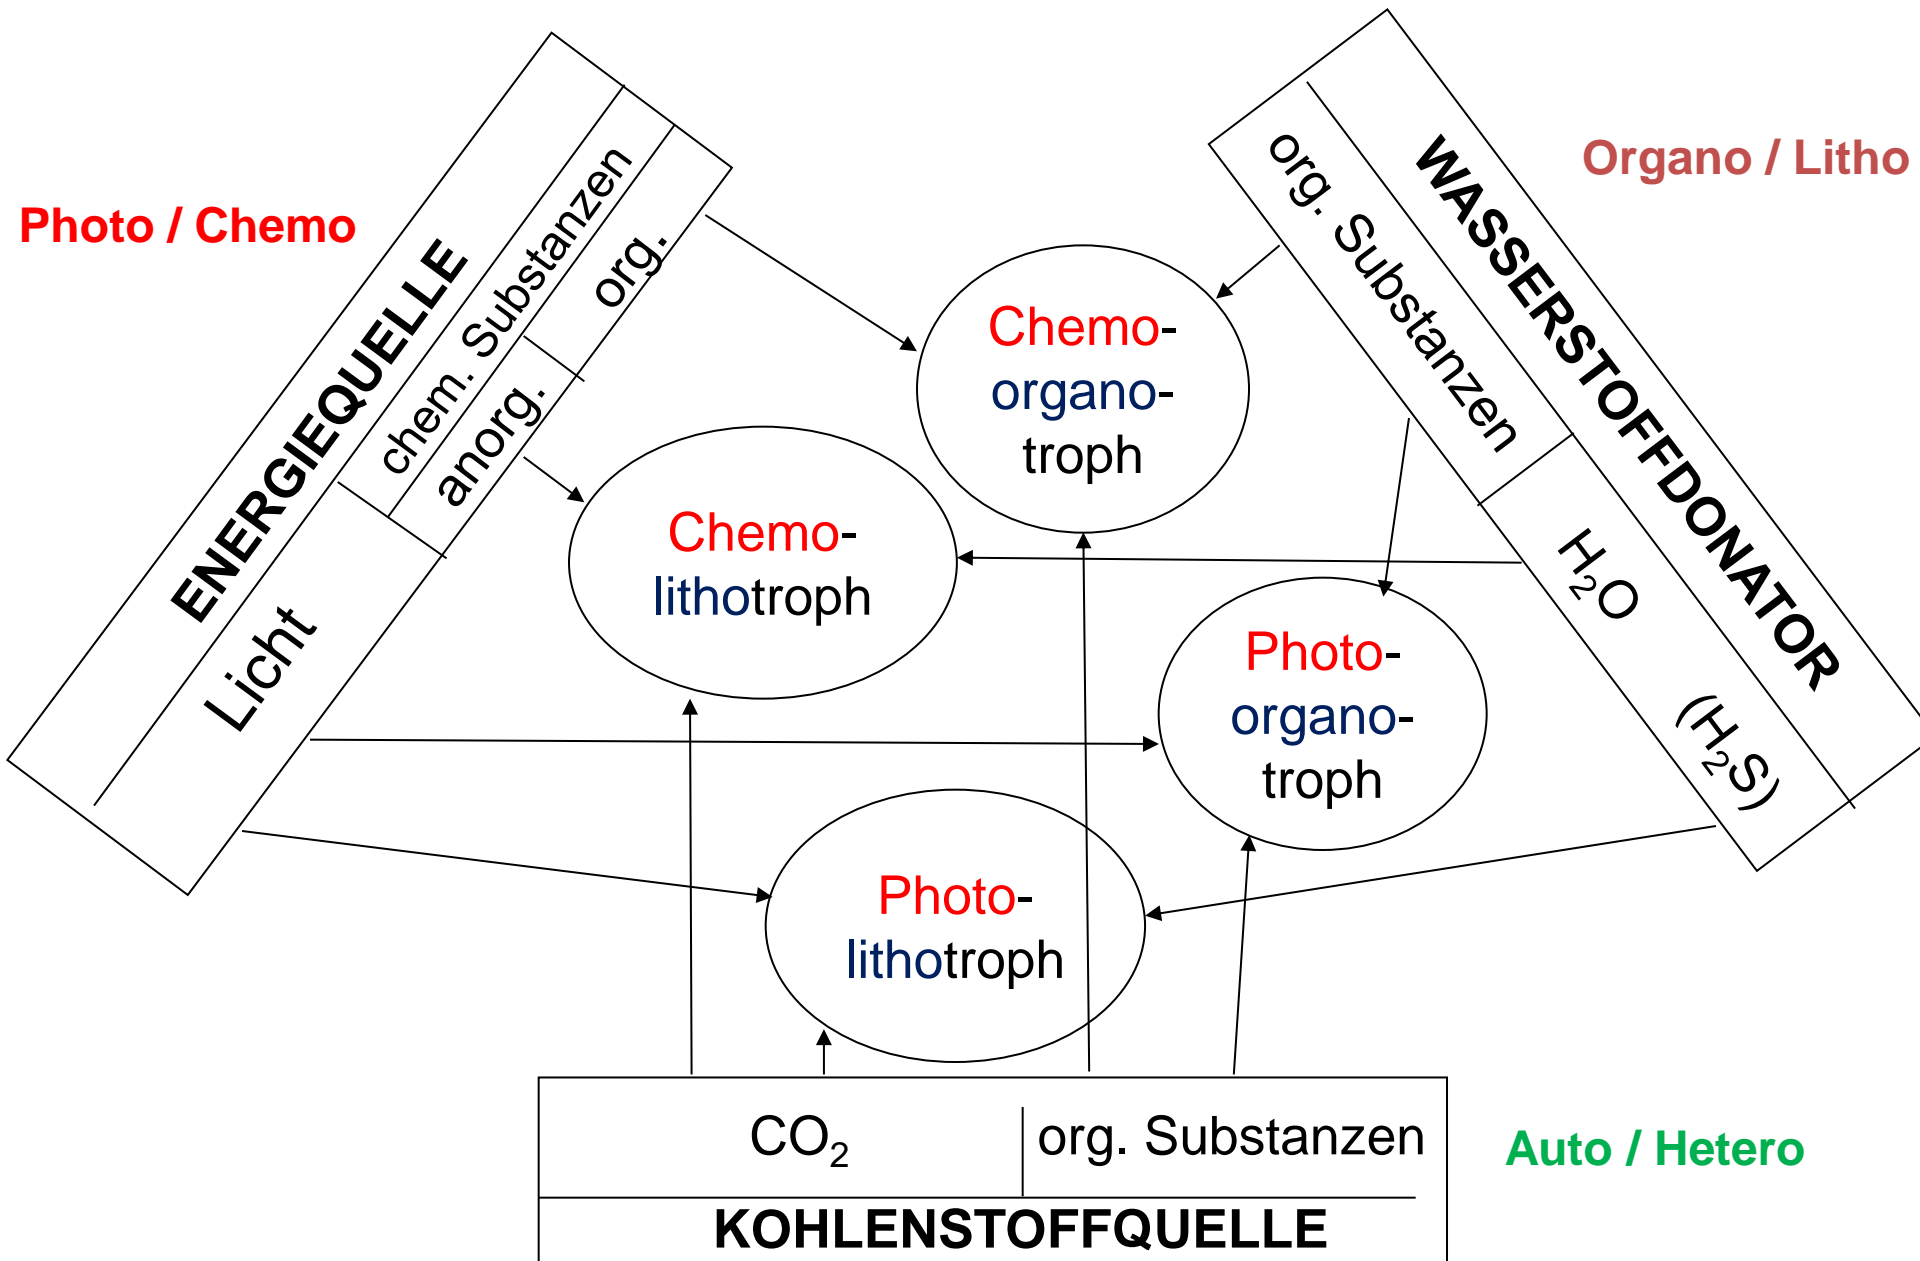 Photo / Chemo
ENERGIEQUELLE
chem. Substanzen
org.
anorg.
Licht
Organo / Litho
WASSERSTOFFDONATOR
org. Substanzen
H₂O
(H₂S)
Chemo-
organo-
troph
Chemo-
lithotroph
Photo-
organo-
troph
Photo-
lithotroph
CO₂
org. Substanzen
KOHLENSTOFFQUELLE
Auto / Hetero